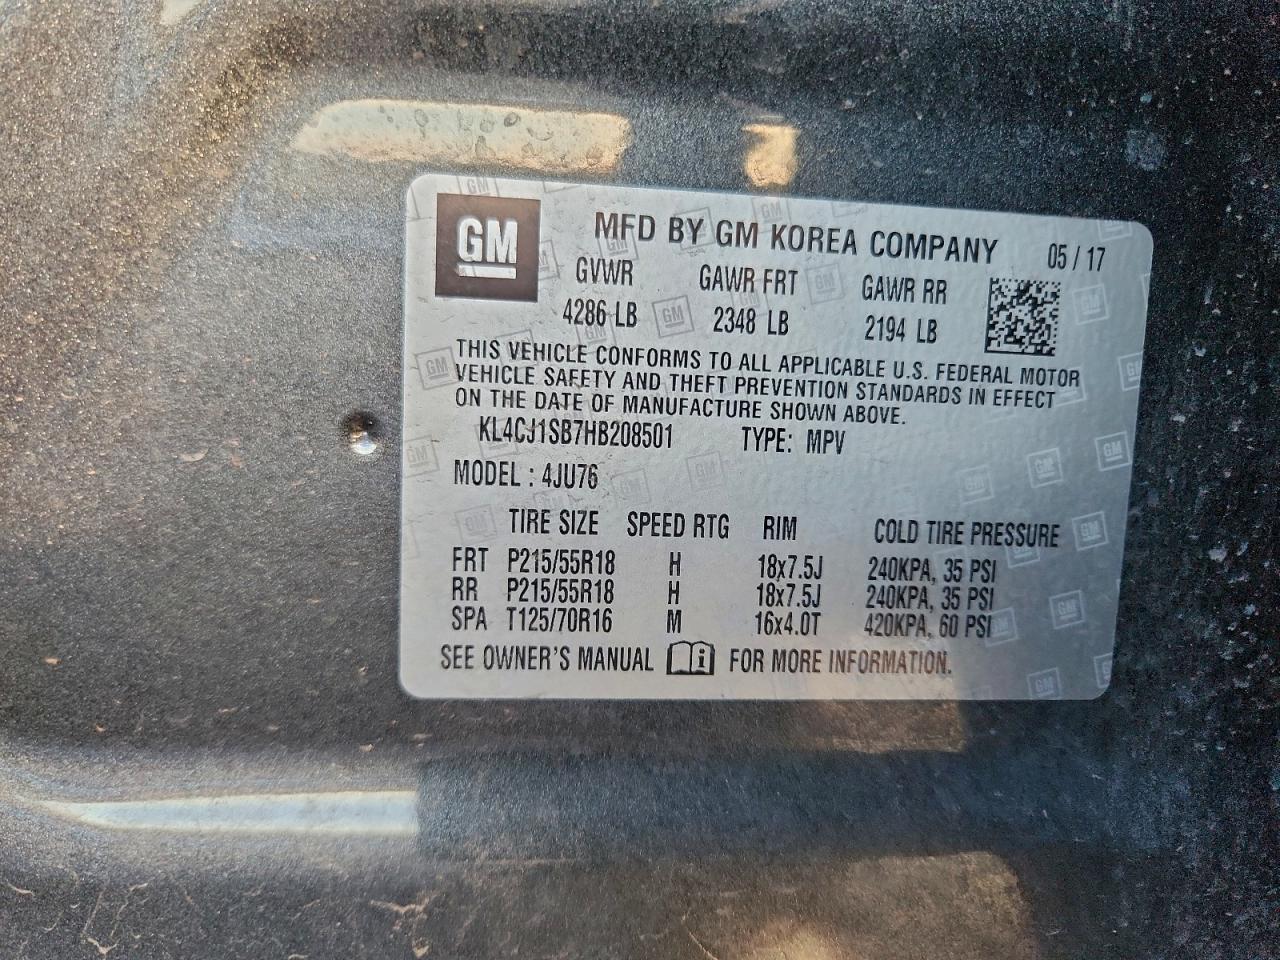 GM
MFD BY GM KOREA COMPANY 05 / 17
GVWR GAWR FRT GAWR RR
4286 LB 2348 LB 2194 LB
THIS VEHICLE CONFORMS TO ALL APPLICABLE U.S. FEDERAL MOTOR
VEHICLE SAFETY AND THEFT PREVENTION STANDARDS IN EFFECT
ON THE DATE OF MANUFACTURE SHOWN ABOVE.
KL4CJ1SB7HB208501 TYPE: MPV
MODEL : 4JU76
TIRE SIZE SPEED RTG RIM COLD TIRE PRESSURE
FRT P215/55R18 H 18x7.5J 240KPA, 35 PSI
RR P215/55R18 H 18x7.5J 240KPA, 35 PSI
SPA T125/70R16 M 16x4.0T 420KPA, 60 PSI
SEE OWNER'S MANUAL FOR MORE INFORMATION.